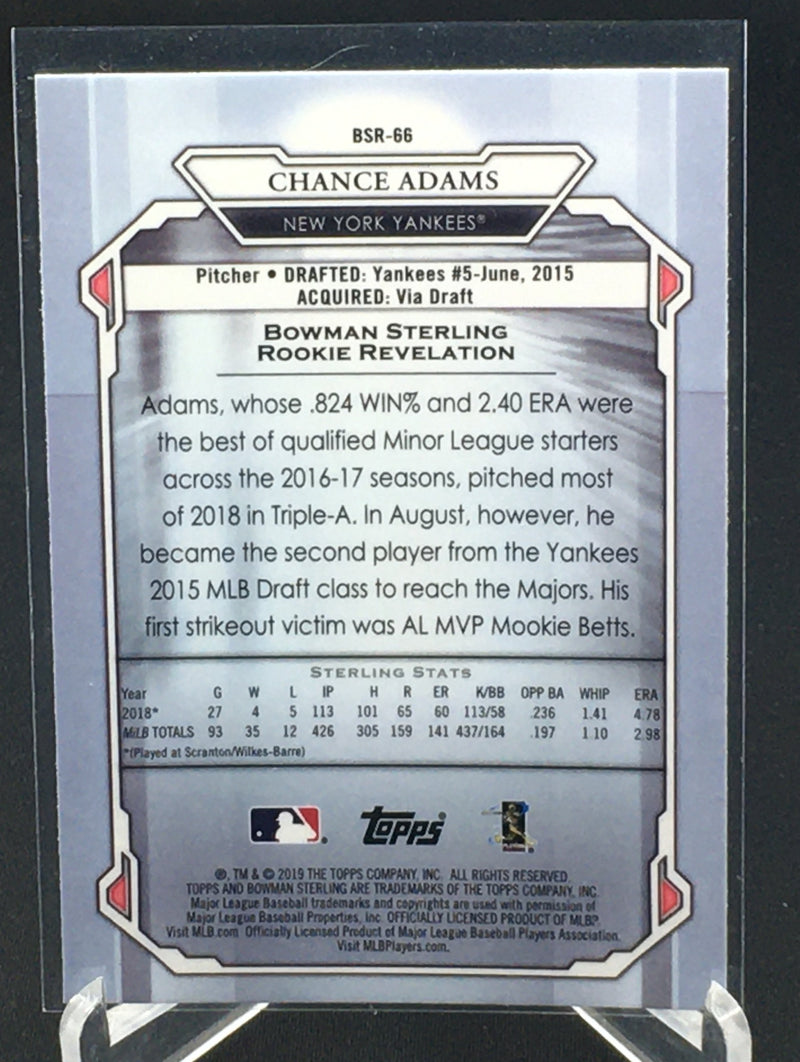 BSR-66
CHANCE ADAMS
NEW YORK YANKEES®
Pitcher • DRAFTED: Yankees #5-June, 2015
ACQUIRED: Via Draft
BOWMAN STERLING
ROOKIE REVELATION
Adams, whose .824 WIN% and 2.40 ERA were
the best of qualified Minor League starters
across the 2016-17 seasons, pitched most
of 2018 in Triple-A. In August, however, he
became the second player from the Yankees
2015 MLB Draft class to reach the Majors. His
first strikeout victim was AL MVP Mookie Betts.
STERLING STATS
Year G W L IP H R ER K/BB OPP BA WHIP ERA
2018* 27 4 5 113 101 65 60 113/58 .236 1.41 4.78
MiLB TOTALS 93 35 12 426 305 159 141 437/164 .197 1.10 2.98
*(Played at Scranton/Wilkes-Barre)
Topps®
®, TM & © 2019 THE TOPPS COMPANY, INC. ALL RIGHTS RESERVED.
TOPPS AND BOWMAN STERLING ARE TRADEMARKS OF THE TOPPS COMPANY, INC.
Major League Baseball trademarks and copyrights are used with permission of
Major League Baseball Properties, Inc. OFFICIALLY LICENSED PRODUCT OF MLBP.
Visit MLB.com Officially Licensed Product of Major League Baseball Players Association.
Visit MLBPlayers.com.